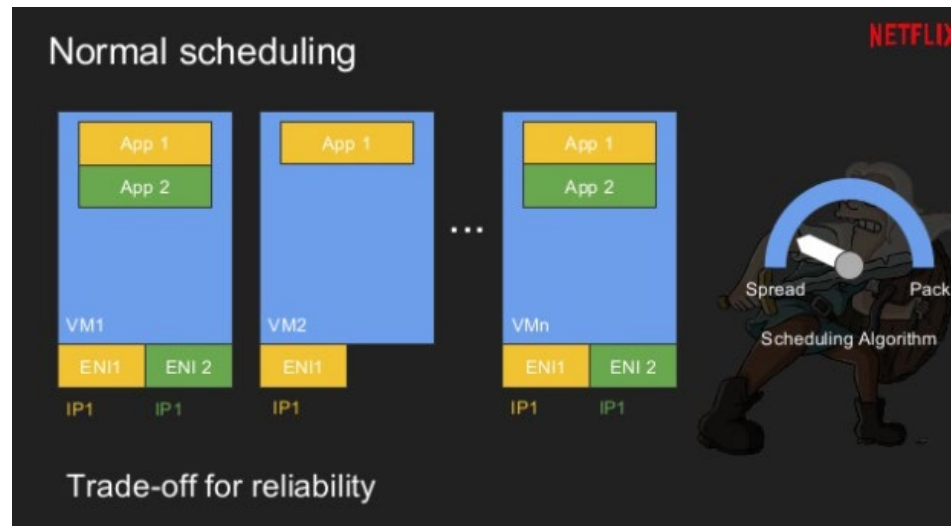 Normal scheduling
NETFLIX
App 1
App 2
VM1
ENI1 ENI 2
IP1 IP1
App 1
VM2
ENI1
IP1
...
App 1
App 2
VMn
ENI1 ENI 2
IP1 IP1
Spread Pack
Scheduling Algorithm
Trade-off for reliability